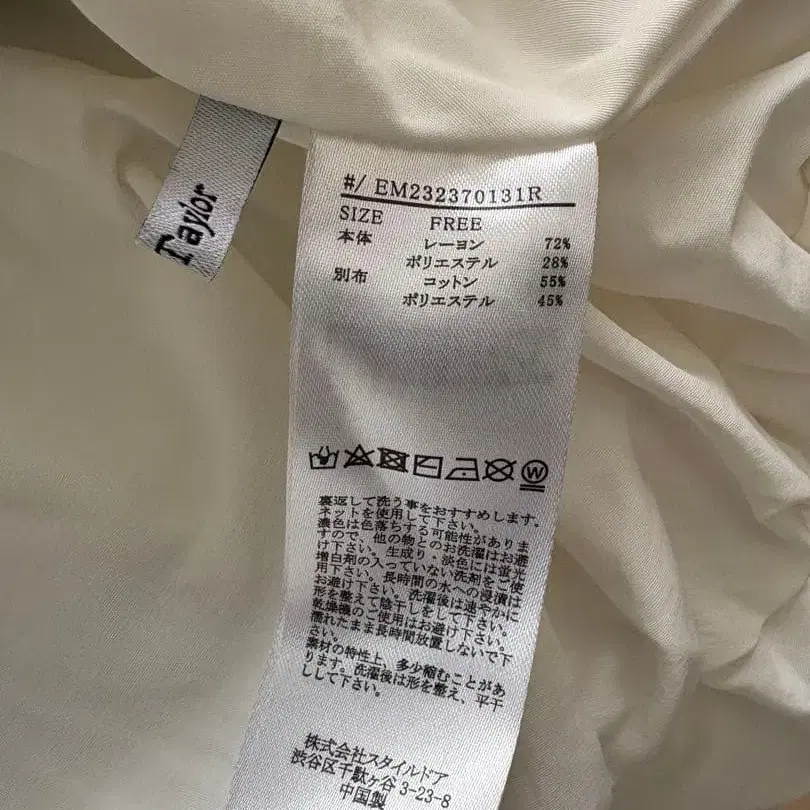 Taylor
#/ EM232370131R
SIZE FREE
本体 レーヨン 72%
ポリエステル 28%
別布 コットン 55%
ポリエステル 45%
W
裏返して洗う事をおすすめします。
ネットを使用して下さい。
濃色は色落ちする可能性がありま
すので、他の物とのお洗濯はお避
け下さい。生成り・淡色には蛍光
増白剤の入っていない洗剤をご使
用下さい。長時間の水への浸漬は
お避け下さい。洗濯後は速やかに
形を整えて陰干しをして下さい。
乾燥機のご使用はお避け下さい。
濡れたまま長時間放置しないで下
さい。
素材の特性上、多少縮むことがあ
ります。洗濯後は形を整え、平干
しして下さい。
株式会社スタイルドア
渋谷区千駄ヶ谷 3-23-8
中国製